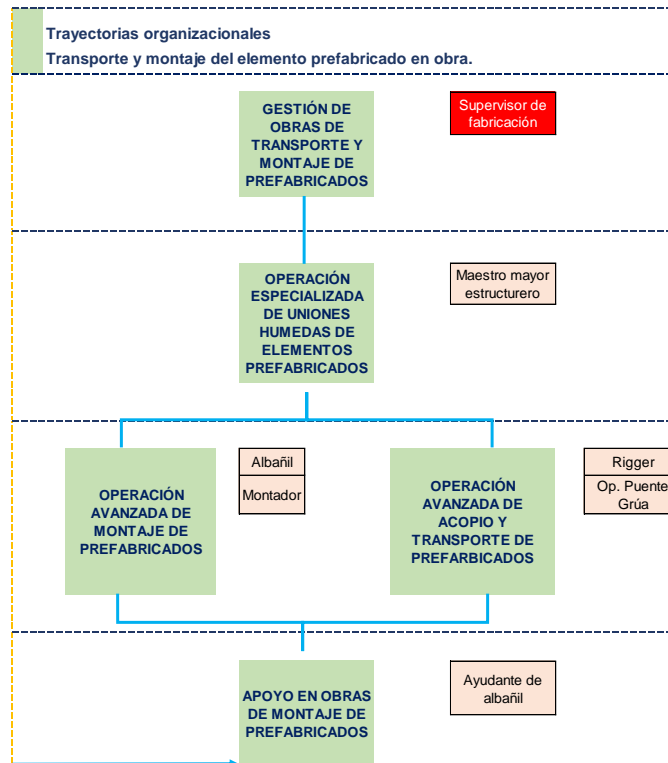 Trayectorias organizacionales
Transporte y montaje del elemento prefabricado en obra.
GESTIÓN DE
OBRAS DE
TRANSPORTE Y
MONTAJE DE
PREFABRICADOS
Supervisor de
fabricación
OPERACIÓN
ESPECIALIZADA
DE UNIONES
HUMEDAS DE
ELEMENTOS
PREFABRICADOS
Maestro mayor
estructurero
OPERACIÓN
AVANZADA DE
MONTAJE DE
PREFABRICADOS
Albañil
Montador
OPERACIÓN
AVANZADA DE
ACOPIO Y
TRANSPORTE DE
PREFARBICADOS
Rigger
Op. Puente
Grúa
APOYO EN OBRAS
DE MONTAJE DE
PREFABRICADOS
Ayudante de
albañil